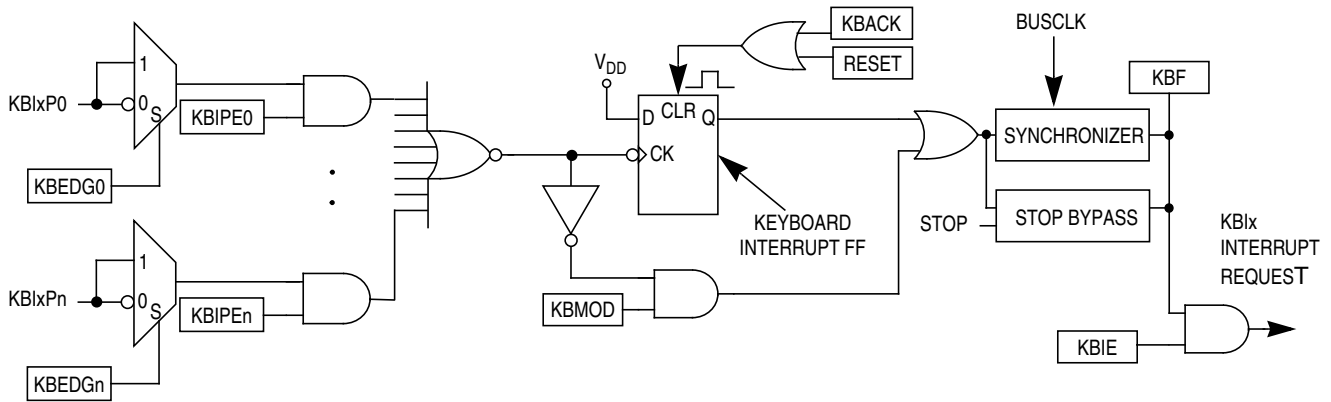 KBIxP0
1
0
S
KBIPE0
KBEDG0
KBIxPn
1
0
S
KBIPEn
KBEDGn
VDD
D
CLR
Q
CK
KBACK
RESET
KEYBOARD
INTERRUPT FF
KBMOD
BUSCLK
SYNCHRONIZER
STOP
STOP BYPASS
KBF
KBIx
INTERRUPT
REQUEST
KBIE